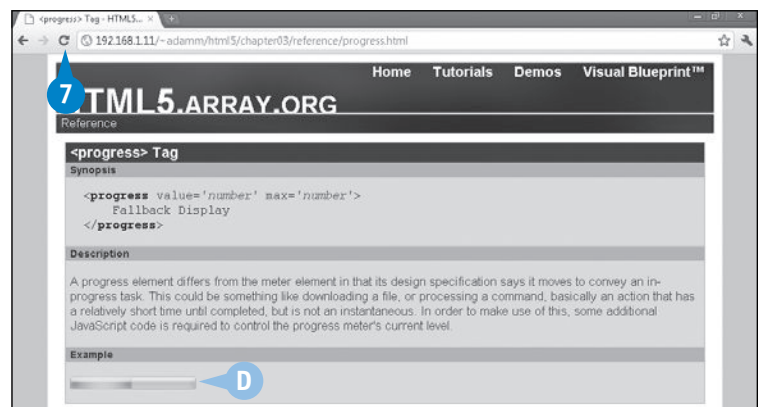 <progress> Tag - HTML5...
192.168.1.11/~adamm/html5/chapter03/reference/progress.html
Home Tutorials Demos Visual Blueprint™
7
HTML5.ARRAY.ORG
Reference
<progress> Tag
Synopsis
<progress value='number' max='number'>
Fallback Display
</progress>
Description
A progress element differs from the meter element in that its design specification says it moves to convey an in-
progress task. This could be something like downloading a file, or processing a command, basically an action that has
a relatively short time until completed, but is not an instantaneous. In order to make use of this, some additional
JavaScript code is required to control the progress meter's current level.
Example
D